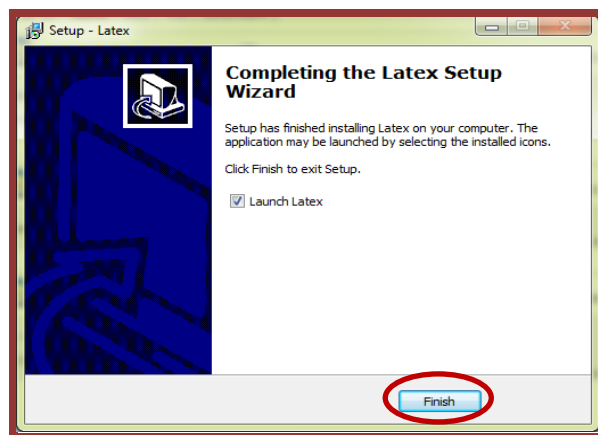 Setup - Latex
Completing the Latex Setup
Wizard
Setup has finished installing Latex on your computer. The
application may be launched by selecting the installed icons.
Click Finish to exit Setup.
Launch Latex
Finish